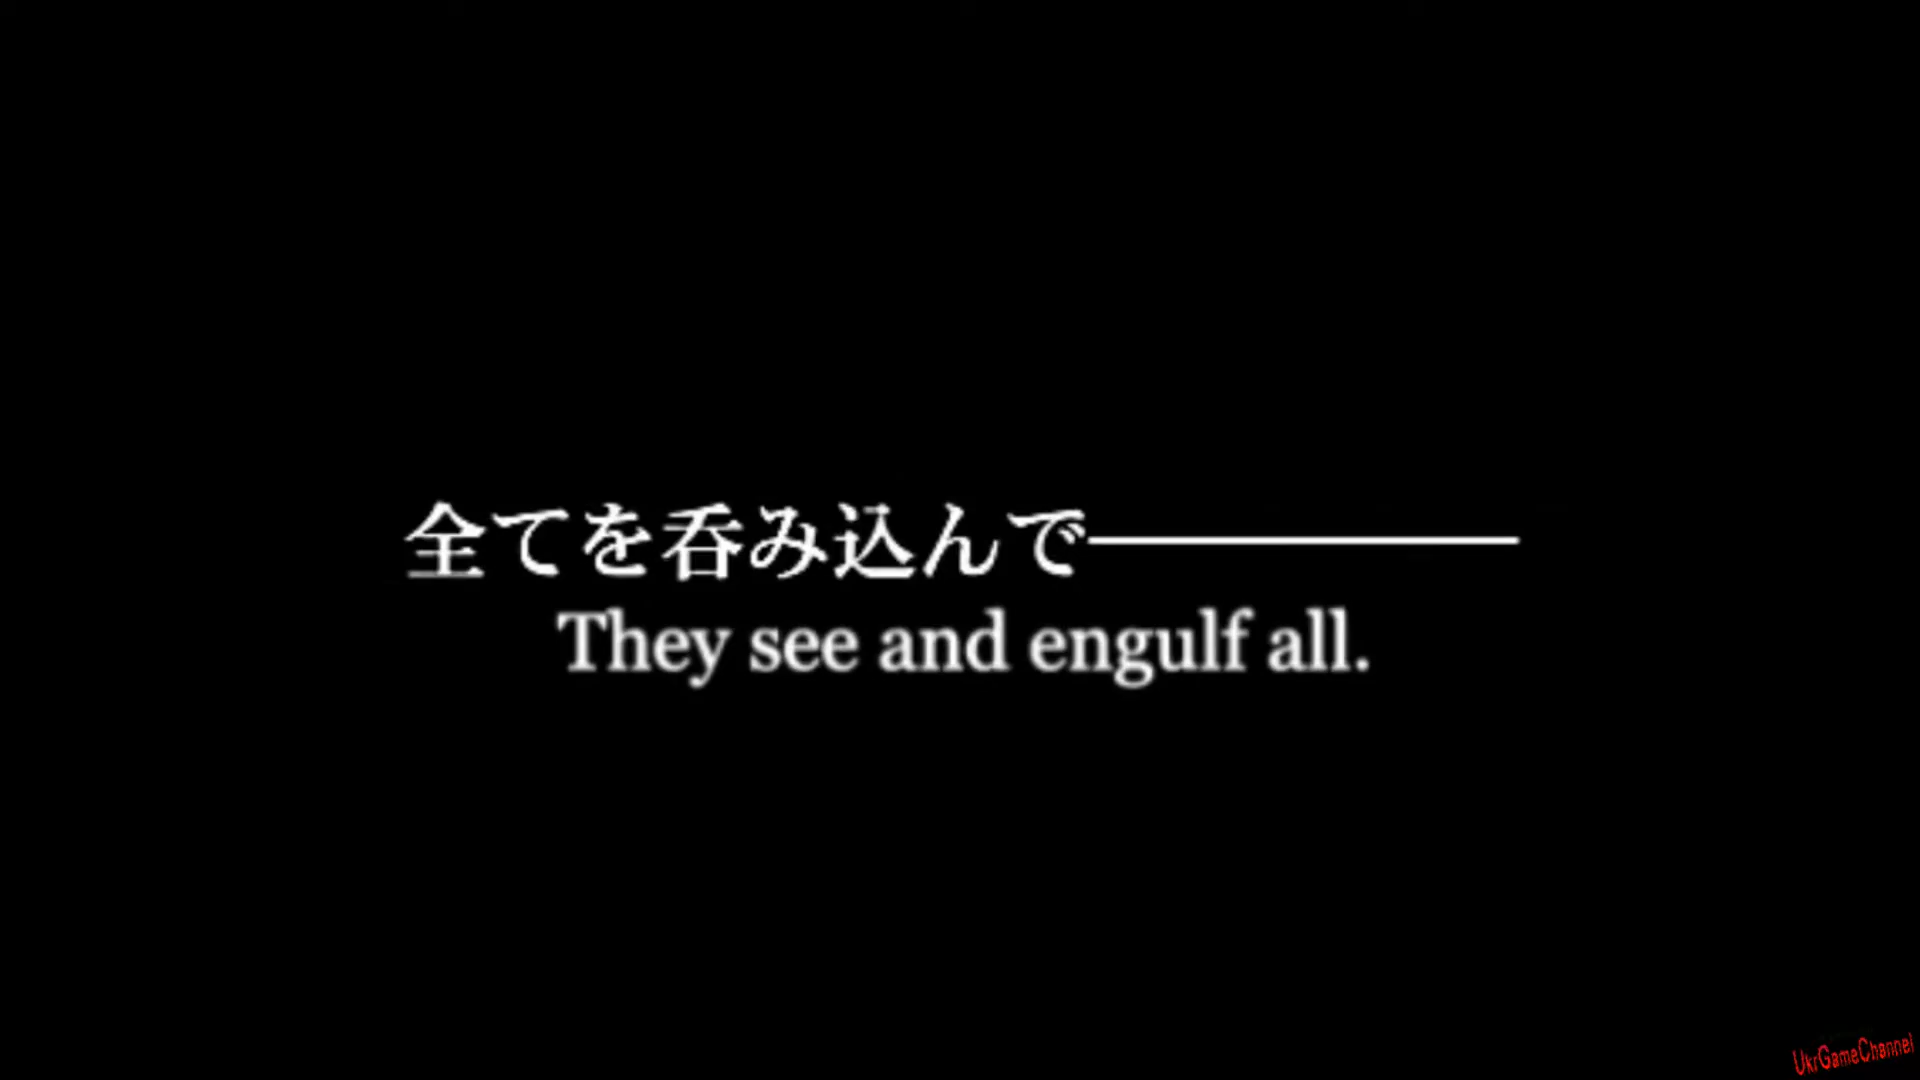 全てを呑み込んで―――――
They see and engulf all.
UkrGameChannel